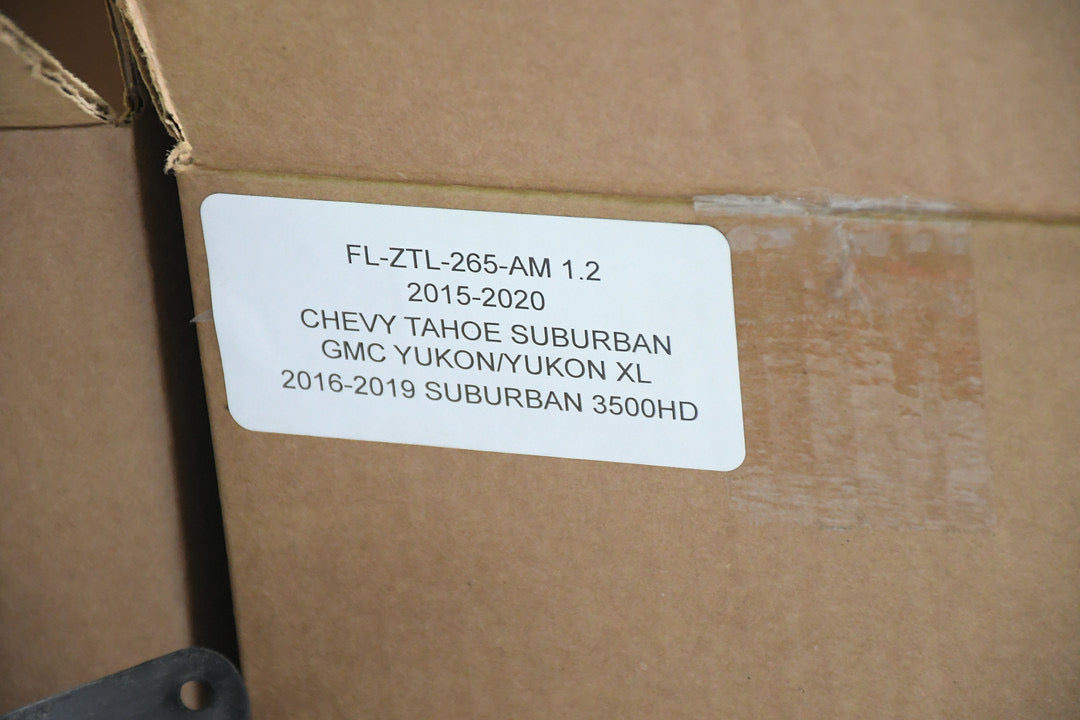 FL-ZTL-265-AM 1.2
2015-2020
CHEVY TAHOE SUBURBAN
GMC YUKON/YUKON XL
2016-2019 SUBURBAN 3500HD